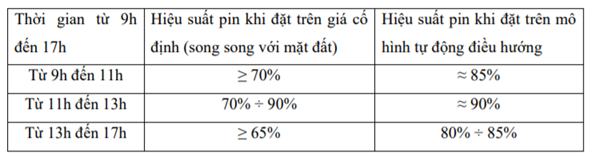 Thời gian từ 9h đến 17h
Hiệu suất pin khi đặt trên giá cố định (song song với mặt đất)
Hiệu suất pin khi đặt trên mô hình tự động điều hướng
Từ 9h đến 11h
≥ 70%
≈ 85%
Từ 11h đến 13h
70% ÷ 90%
≈ 90%
Từ 13h đến 17h
≥ 65%
80% ÷ 85%